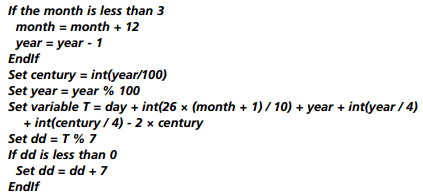 If the month is less than 3
month = month + 12
year = year - 1
EndIf
Set century = int(year/100)
Set year = year % 100
Set variable T = day + int(26 × (month + 1) / 10) + year + int(year / 4)
+ int(century / 4) - 2 × century
Set dd = T % 7
If dd is less than 0
Set dd = dd + 7
EndIf